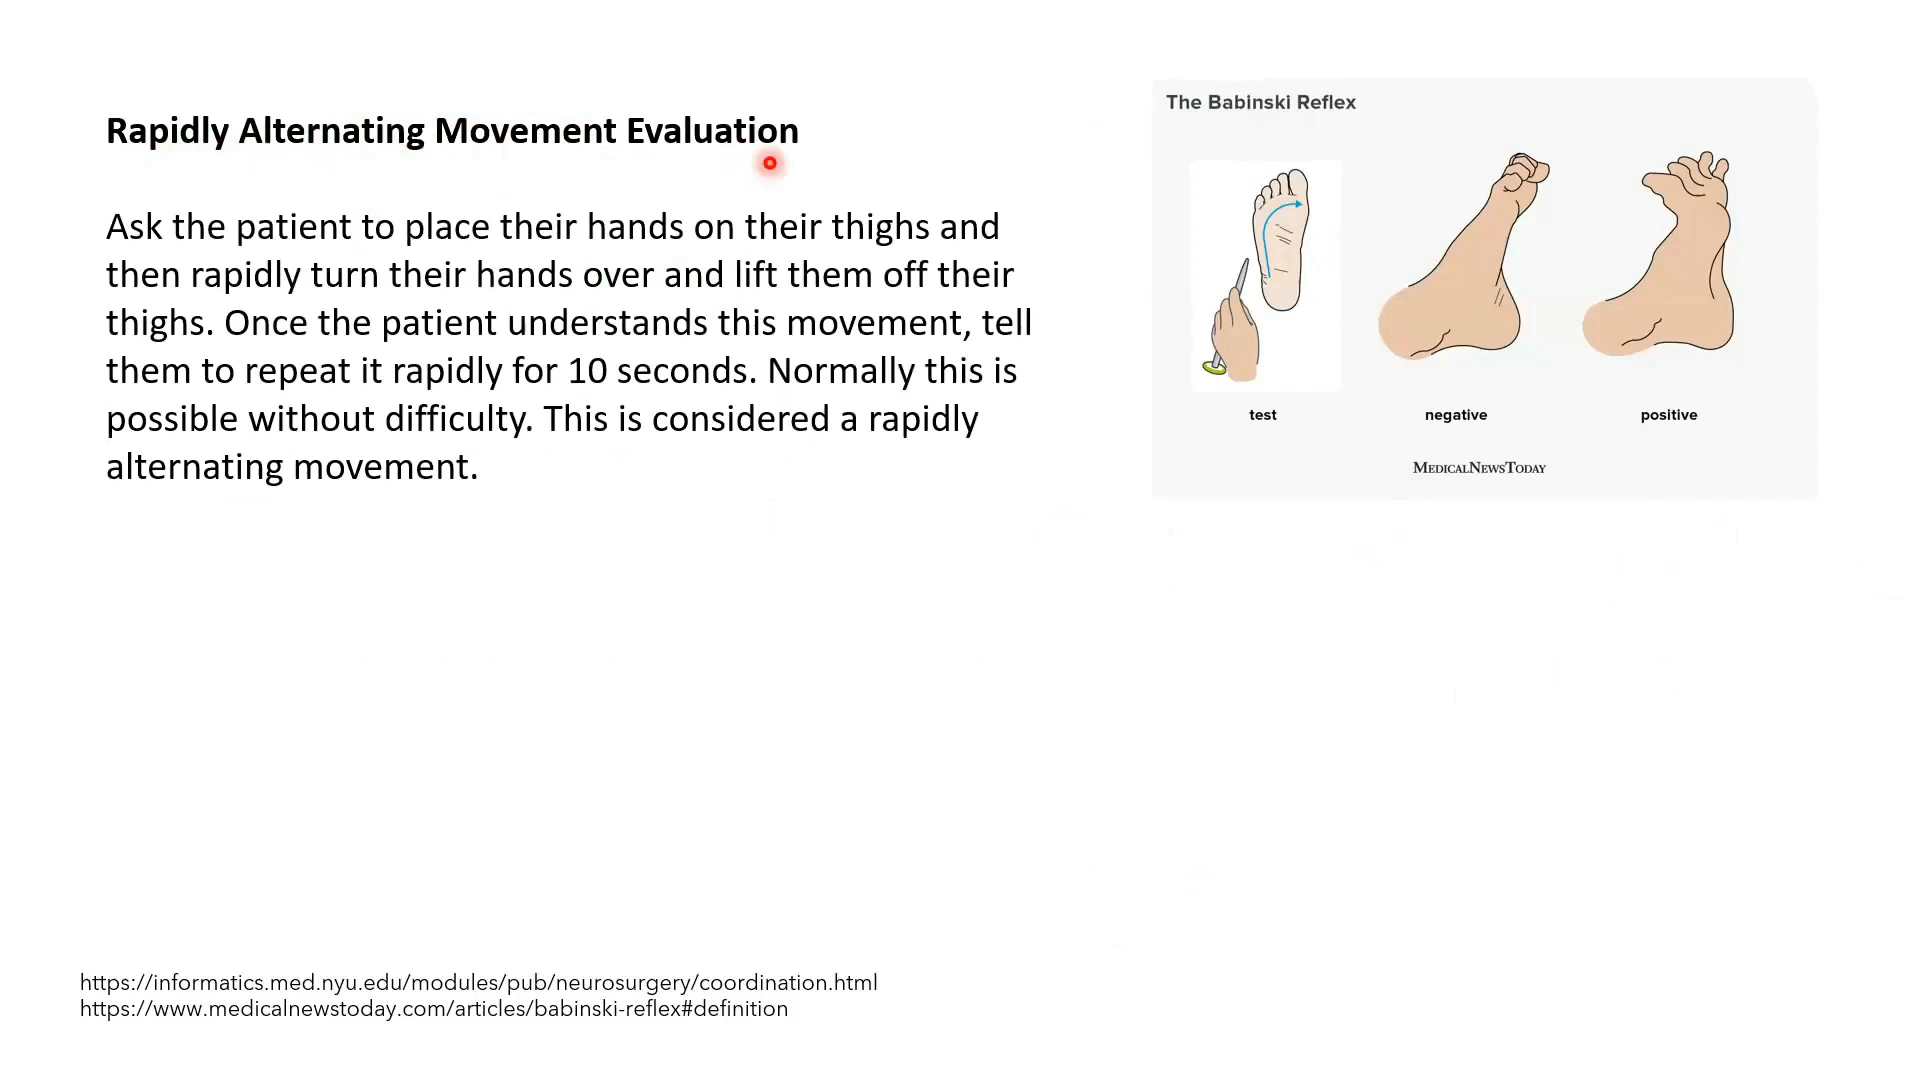 Rapidly Alternating Movement Evaluation
Ask the patient to place their hands on their thighs and
then rapidly turn their hands over and lift them off their
thighs. Once the patient understands this movement, tell
them to repeat it rapidly for 10 seconds. Normally this is
possible without difficulty. This is considered a rapidly
alternating movement.
The Babinski Reflex
test
negative
positive
MEDICALNEWSTODAY
https://informatics.med.nyu.edu/modules/pub/neurosurgery/coordination.html
https://www.medicalnewstoday.com/articles/babinski-reflex#definition